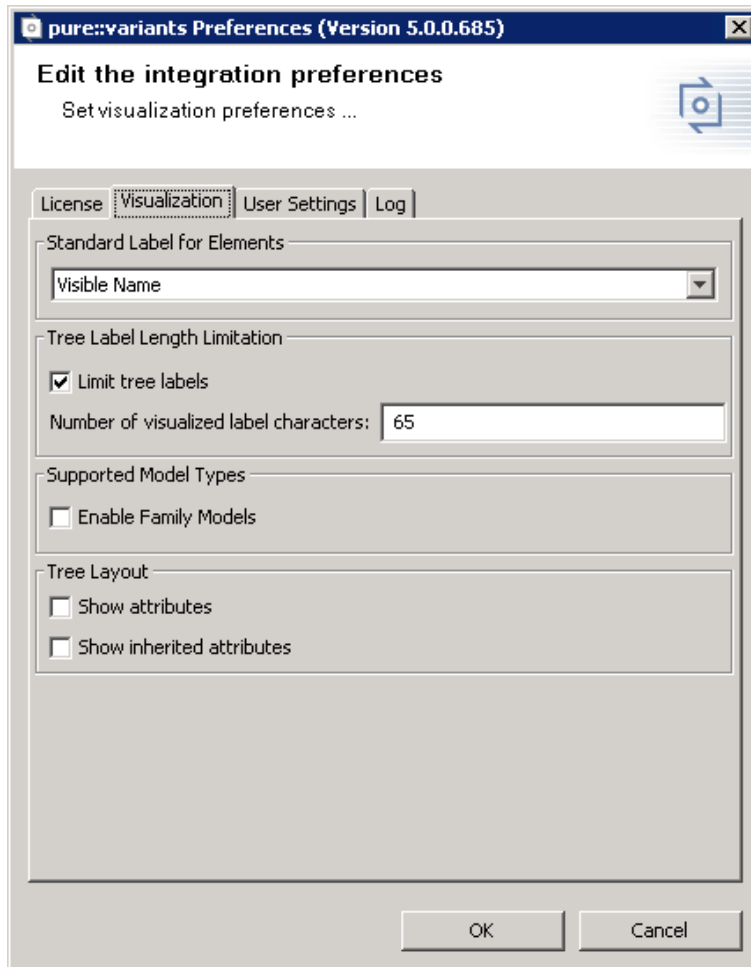 pure::variants Preferences (Version 5.0.0.685)
Edit the integration preferences
Set visualization preferences ...
License Visualization User Settings Log
Standard Label for Elements
Visible Name
Tree Label Length Limitation
Limit tree labels
Number of visualized label characters: 65
Supported Model Types
Enable Family Models
Tree Layout
Show attributes
Show inherited attributes
OK Cancel